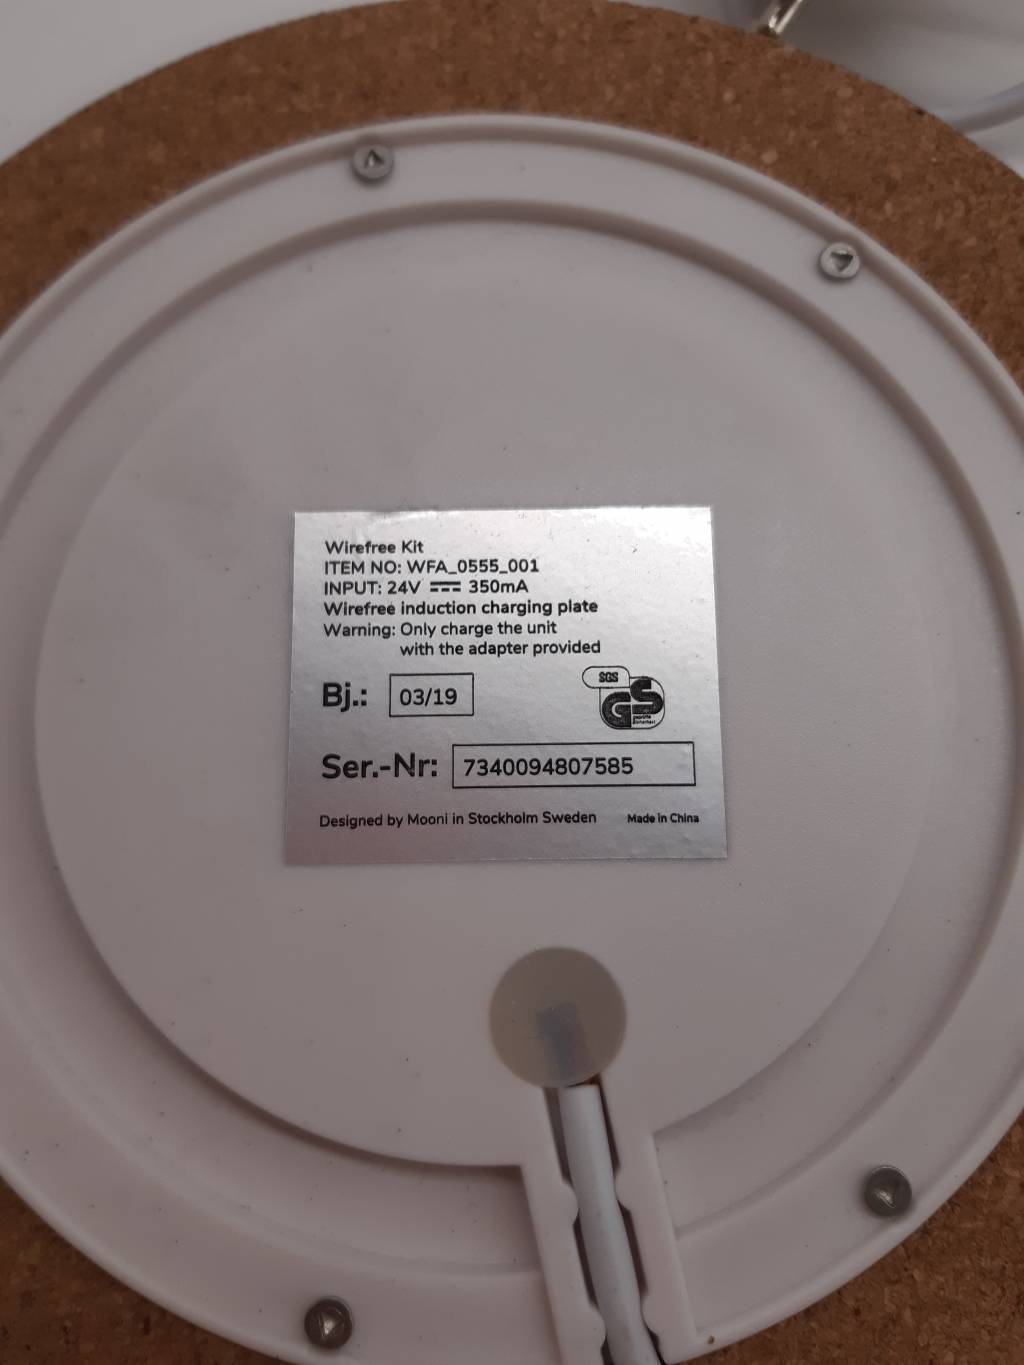 Wirefree Kit
ITEM NO: WFA_0555_001
INPUT: 24V ⎓ 350mA
Wirefree induction charging plate
Warning: Only charge the unit
with the adapter provided
Bj.: 03/19
SGS
GS
geprüfte
Sicherheit
Ser.-Nr: 7340094807585
Designed by Mooni in Stockholm Sweden Made in China